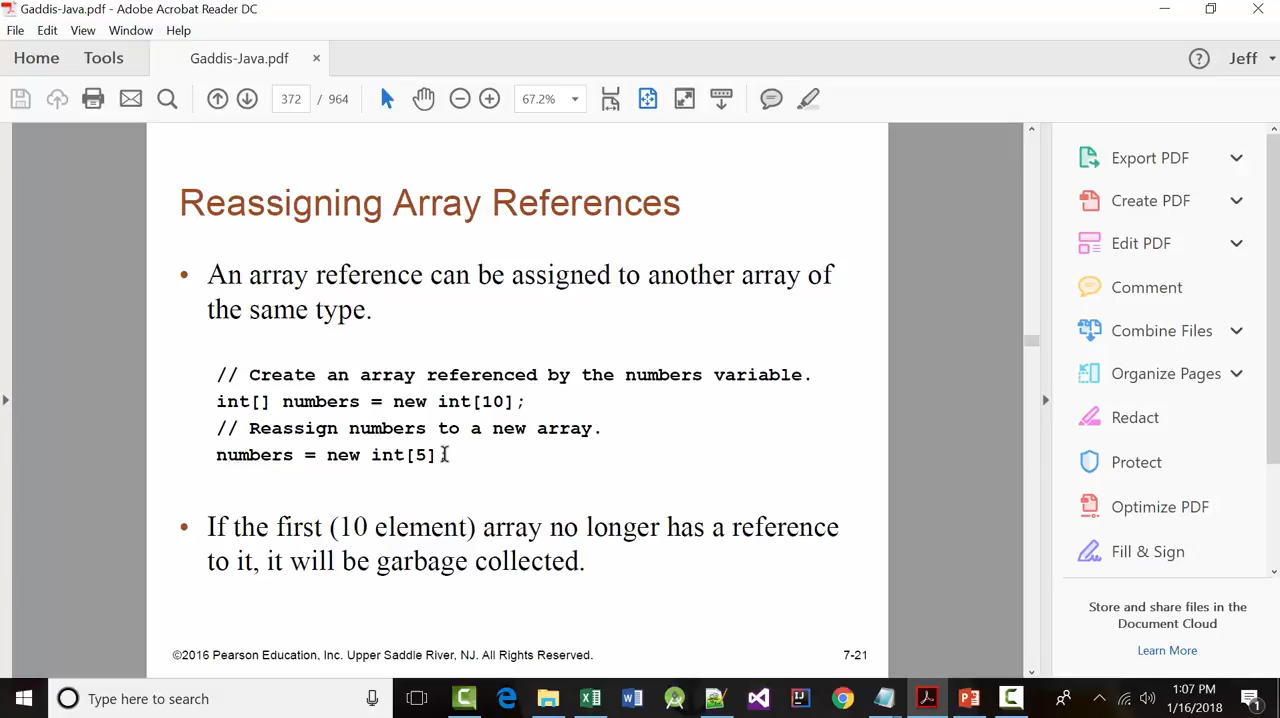 Gaddis-Java.pdf - Adobe Acrobat Reader DC
File Edit View Window Help
Home Tools Gaddis-Java.pdf × ? Jeff
372 / 964 67.2%
Reassigning Array References
• An array reference can be assigned to another array of
the same type.
// Create an array referenced by the numbers variable.
int[] numbers = new int[10];
// Reassign numbers to a new array.
numbers = new int[5]
• If the first (10 element) array no longer has a reference
to it, it will be garbage collected.
©2016 Pearson Education, Inc. Upper Saddle River, NJ. All Rights Reserved. 7-21
Export PDF
Create PDF
Edit PDF
Comment
Combine Files
Organize Pages
Redact
Protect
Optimize PDF
Fill & Sign
Store and share files in the
Document Cloud
Learn More
Type here to search
1:07 PM
1/16/2018
1